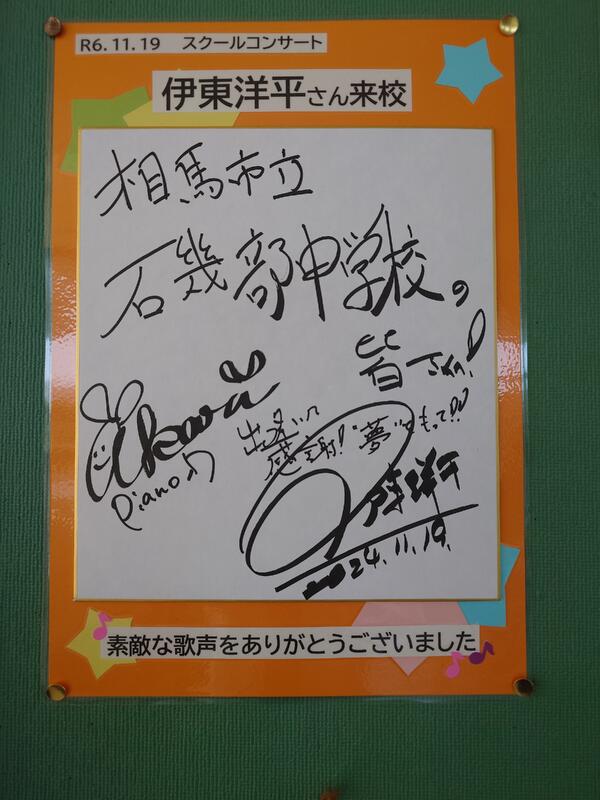 R6.11.19 スクールコンサート
伊東洋平さん来校
相馬市立
石幾部中学校の
皆さん!
出逢いに
感謝!"夢"をもって!!
Piano
伊東洋平
2024.11.19.
素敵な歌声をありがとうございました